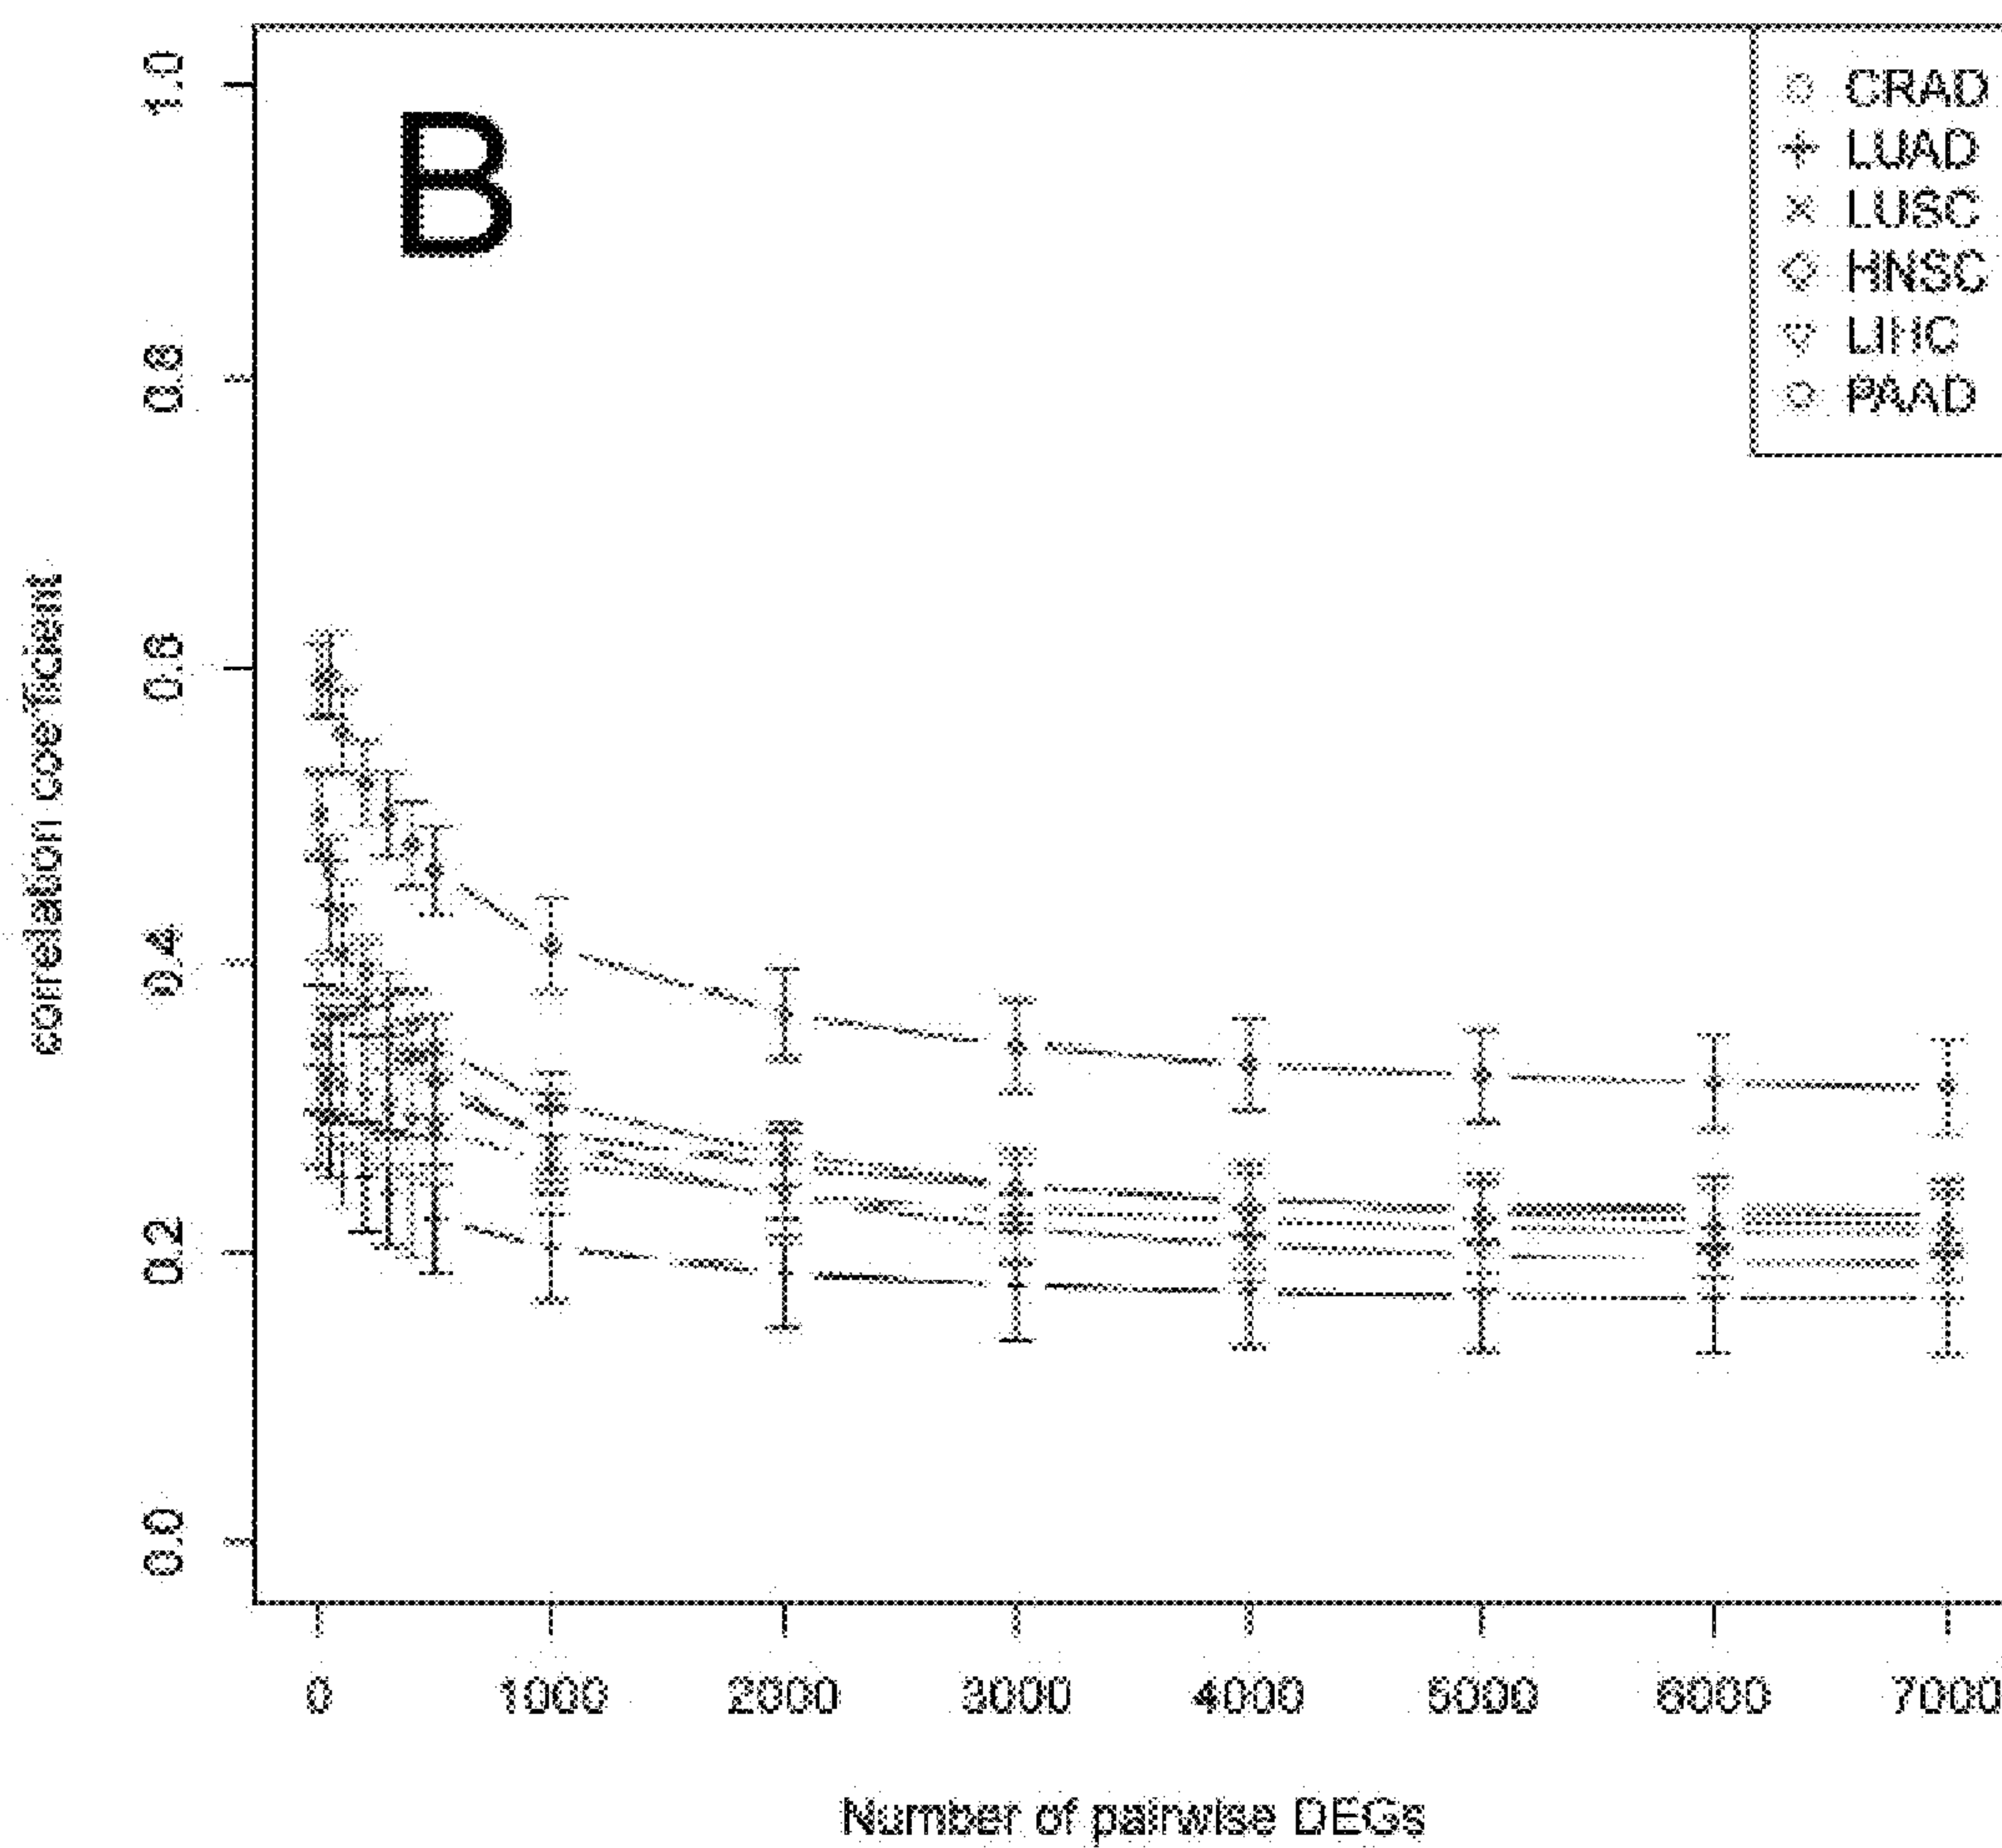 B
CRAD
LUAD
LUSC
HNSC
LIHC
PAAD
correlation coefficient
1.0
0.8
0.6
0.4
0.2
0.0
0 1000 2000 3000 4000 5000 6000 7000
Number of pairwise DEGs